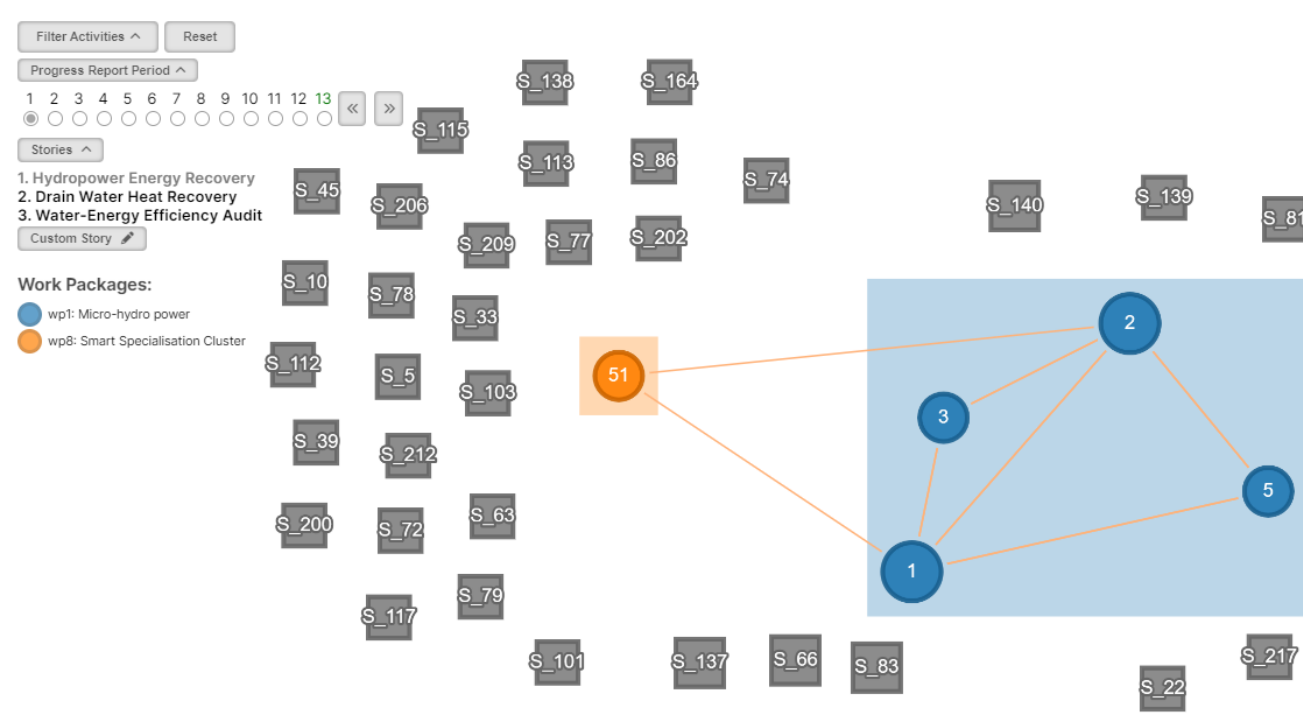 Filter Activities
Reset
Progress Report Period
1 2 3 4 5 6 7 8 9 10 11 12 13
Stories
1. Hydropower Energy Recovery
2. Drain Water Heat Recovery
3. Water-Energy Efficiency Audit
Custom Story
Work Packages:
wp1: Micro-hydro power
wp8: Smart Specialisation Cluster
S_138
S_164
S_115
S_113
S_86
S_74
S_45
S_206
S_140
S_139
S_81
S_209
S_77
S_202
S_10
S_78
S_33
S_112
S_5
S_103
S_39
S_212
S_200
S_72
S_63
S_117
S_79
S_101
S_137
S_66
S_83
S_22
S_217
51
2
3
5
1